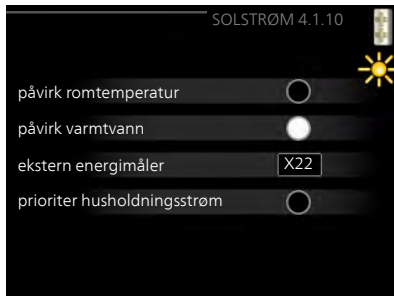 SOLSTRØM 4.1.10
påvirk romtemperatur
påvirk varmtvann
ekstern energimåler X22
prioriter husholdningsstrøm